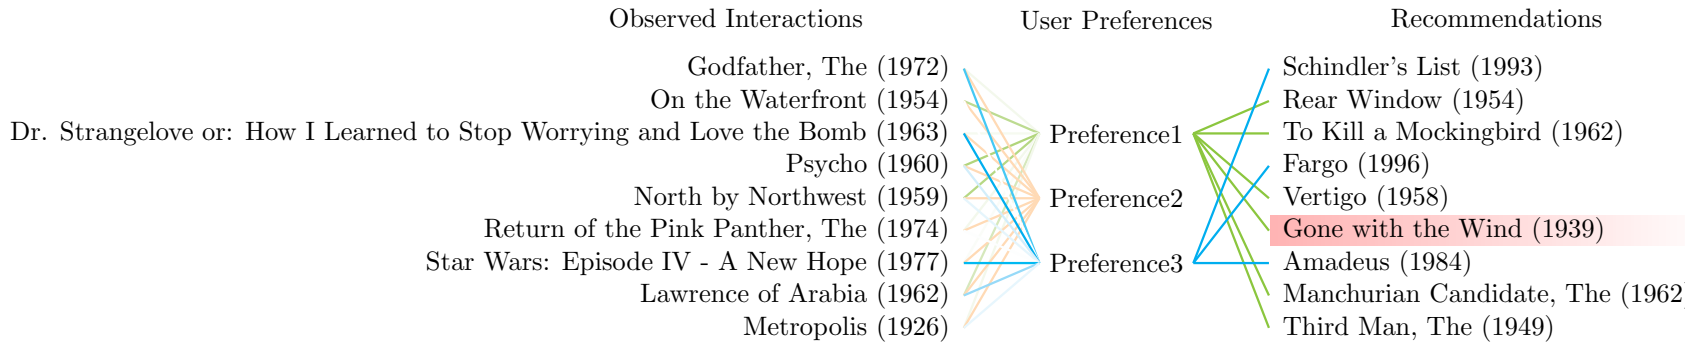 Observed Interactions
User Preferences
Recommendations
Godfather, The (1972)
On the Waterfront (1954)
Dr. Strangelove or: How I Learned to Stop Worrying and Love the Bomb (1963)
Psycho (1960)
North by Northwest (1959)
Return of the Pink Panther, The (1974)
Star Wars: Episode IV - A New Hope (1977)
Lawrence of Arabia (1962)
Metropolis (1926)
Preference1
Preference2
Preference3
Schindler's List (1993)
Rear Window (1954)
To Kill a Mockingbird (1962)
Fargo (1996)
Vertigo (1958)
Gone with the Wind (1939)
Amadeus (1984)
Manchurian Candidate, The (1962)
Third Man, The (1949)